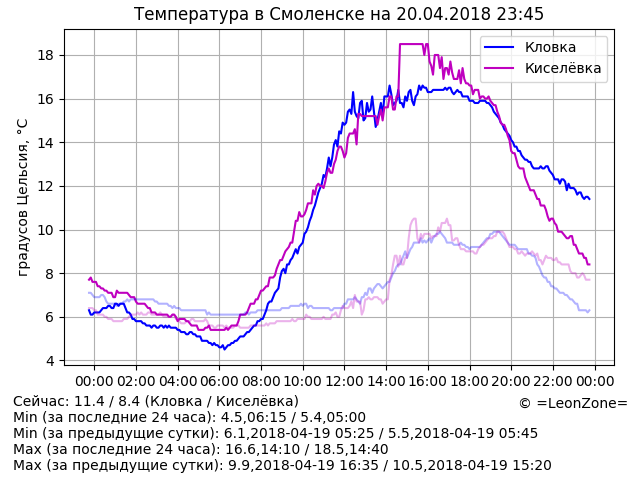 Температура в Смоленске на 20.04.2018 23:45
градусов Цельсия, °C
18
16
14
12
10
8
6
4
Кловка
Киселёвка
00:00 02:00 04:00 06:00 08:00 10:00 12:00 14:00 16:00 18:00 20:00 22:00 00:00
Сейчас: 11.4 / 8.4 (Кловка / Киселёвка)
© =LeonZone=
Min (за последние 24 часа): 4.5,06:15 / 5.4,05:00
Min (за предыдущие сутки): 6.1,2018-04-19 05:25 / 5.5,2018-04-19 05:45
Max (за последние 24 часа): 16.6,14:10 / 18.5,14:40
Max (за предыдущие сутки): 9.9,2018-04-19 16:35 / 10.5,2018-04-19 15:20